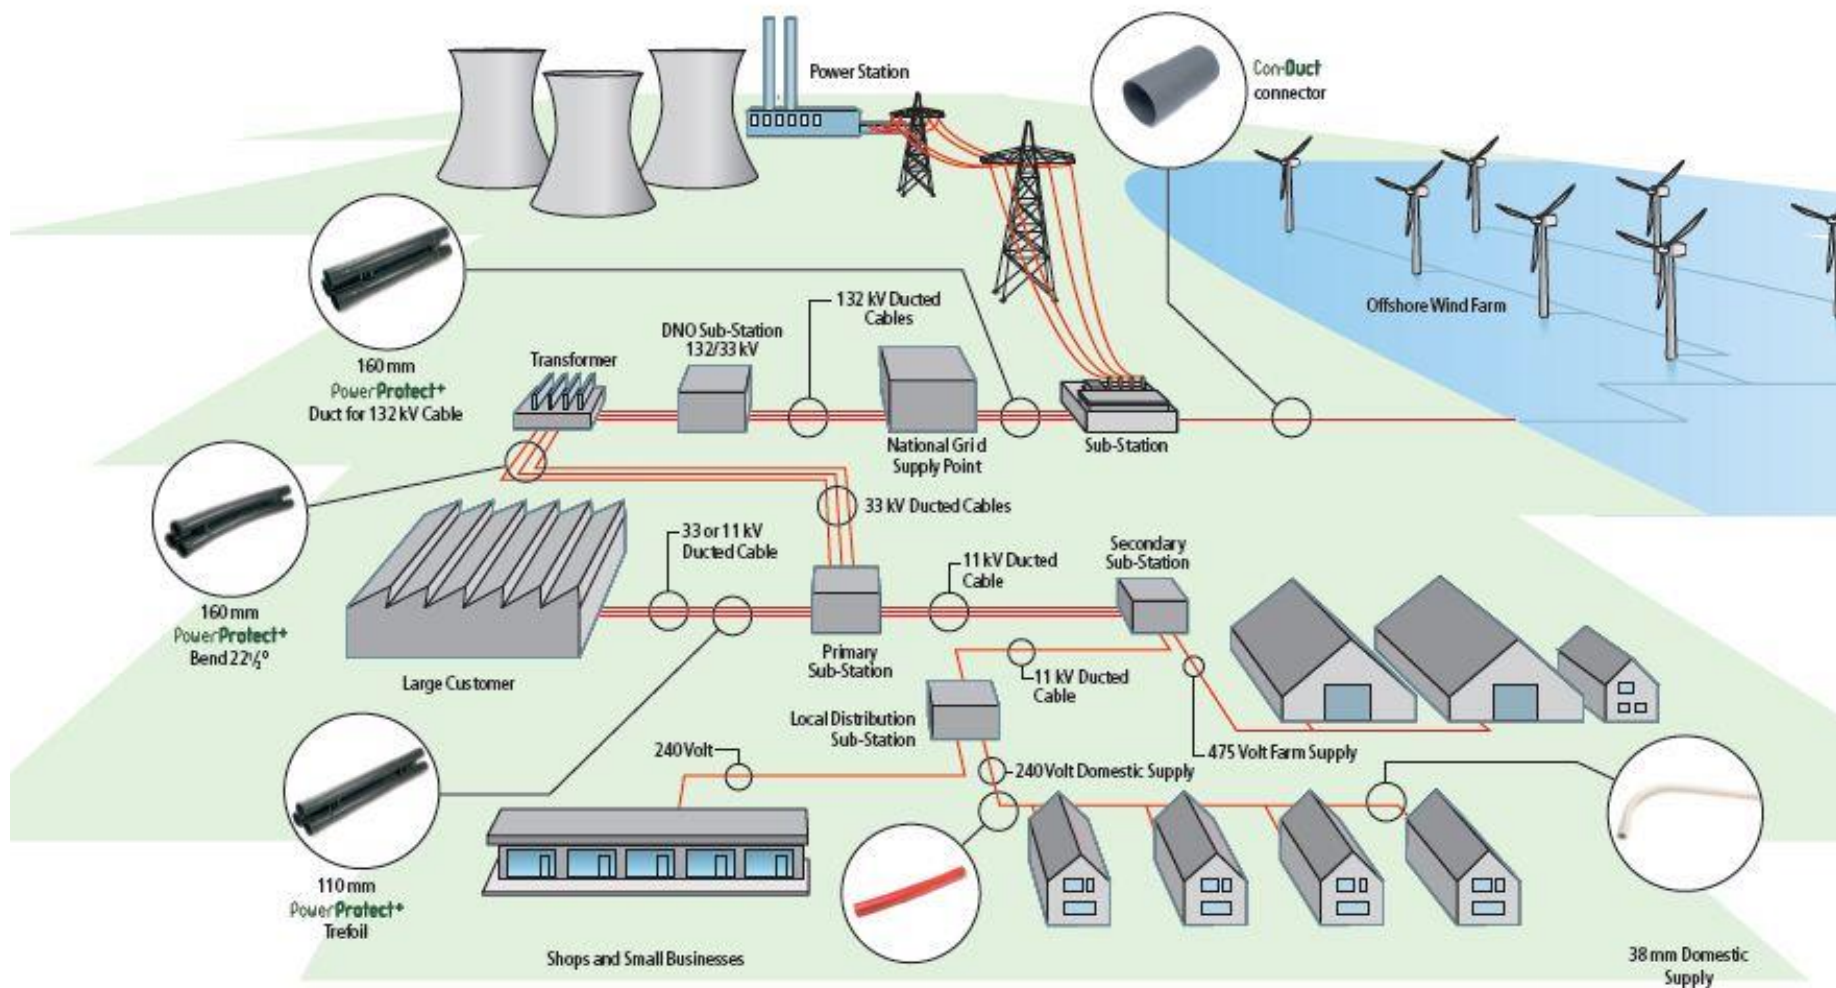 Power Station
Con-Duct
connector
Offshore Wind Farm
132 kV Ducted
Cables
DNO Sub-Station
132/33 kV
Transformer
160 mm
PowerProtect+
Duct for 132 kV Cable
National Grid
Supply Point
Sub-Station
33 kV Ducted Cables
33 or 11 kV
Ducted Cable
11 kV Ducted
Cable
Secondary
Sub-Station
160 mm
PowerProtect+
Bend 22½°
Large Customer
Primary
Sub-Station
11 kV Ducted
Cable
Local Distribution
Sub-Station
240 Volt
240 Volt Domestic Supply
475 Volt Farm Supply
110 mm
PowerProtect+
Trefoil
Shops and Small Businesses
38 mm Domestic
Supply